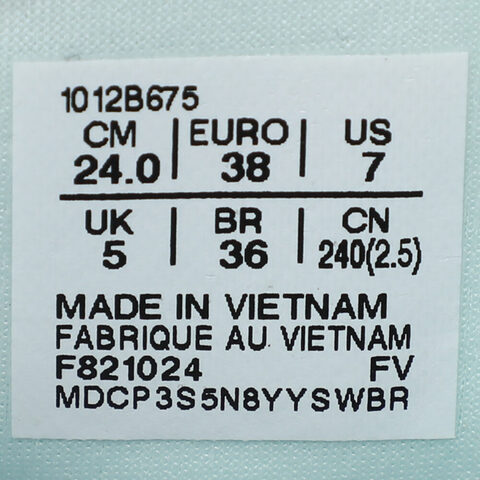 1012B675
CM | EURO | US
24.0 | 38 | 7
UK | BR | CN
5 | 36 | 240(2.5)
MADE IN VIETNAM
FABRIQUE AU VIETNAM
F821024 FV
MDCP3S5N8YYSWBR